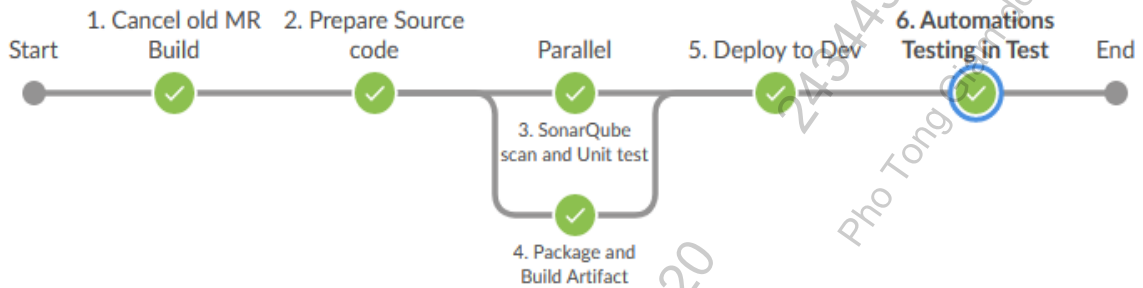 1. Cancel old MR
Build
2. Prepare Source
code
Start
Parallel
5. Deploy to Dev
6. Automations
Testing in Test
End
3. SonarQube
scan and Unit test
4. Package and
Build Artifact
Pho Tong
20